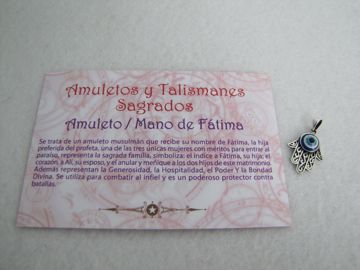 Amuletos y Talismanes
Sagrados
Amuleto / Mano de Fátima
Se trata de un amuleto musulmán que recibe su nombre de Fátima, la hija
preferida del profeta, una de las tres únicas mujeres con méritos para entrar al
paraíso, representa la sagrada familia, simboliza: el índice a Fátima, su hija; el
corazón, a Alí, su esposo, y el anular y meñique a los dos hijos de este matrimonio.
Además representan la Generosidad, la Hospitalidad, el Poder Y la Bondad
Divina. Se utiliza para combatir al infiel y es un poderoso protector contra
batallas.